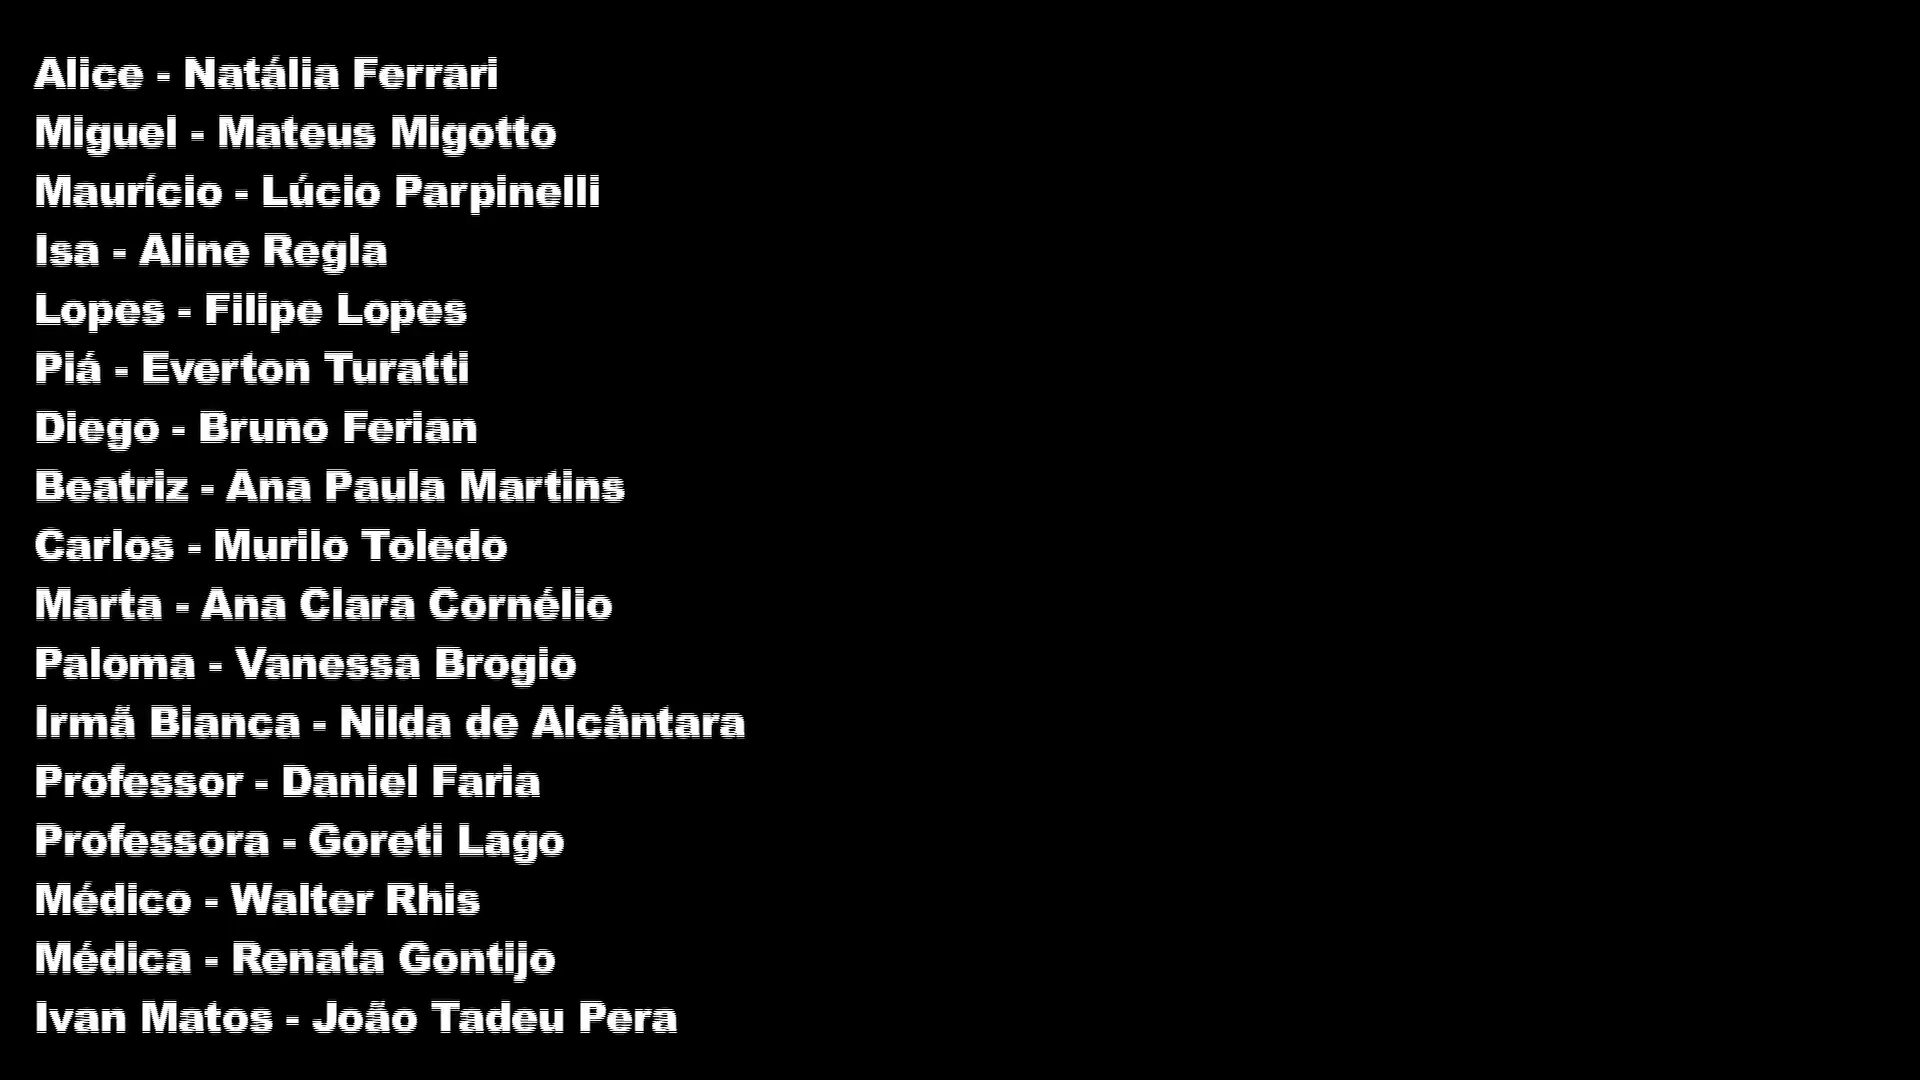 Alice - Natália Ferrari
Miguel - Mateus Migotto
Maurício - Lúcio Parpinelli
Isa - Aline Regla
Lopes - Filipe Lopes
Piá - Everton Turatti
Diego - Bruno Ferian
Beatriz - Ana Paula Martins
Carlos - Murilo Toledo
Marta - Ana Clara Cornélio
Paloma - Vanessa Brogio
Irmã Bianca - Nilda de Alcântara
Professor - Daniel Faria
Professora - Goreti Lago
Médico - Walter Rhis
Médica - Renata Gontijo
Ivan Matos - João Tadeu Pera